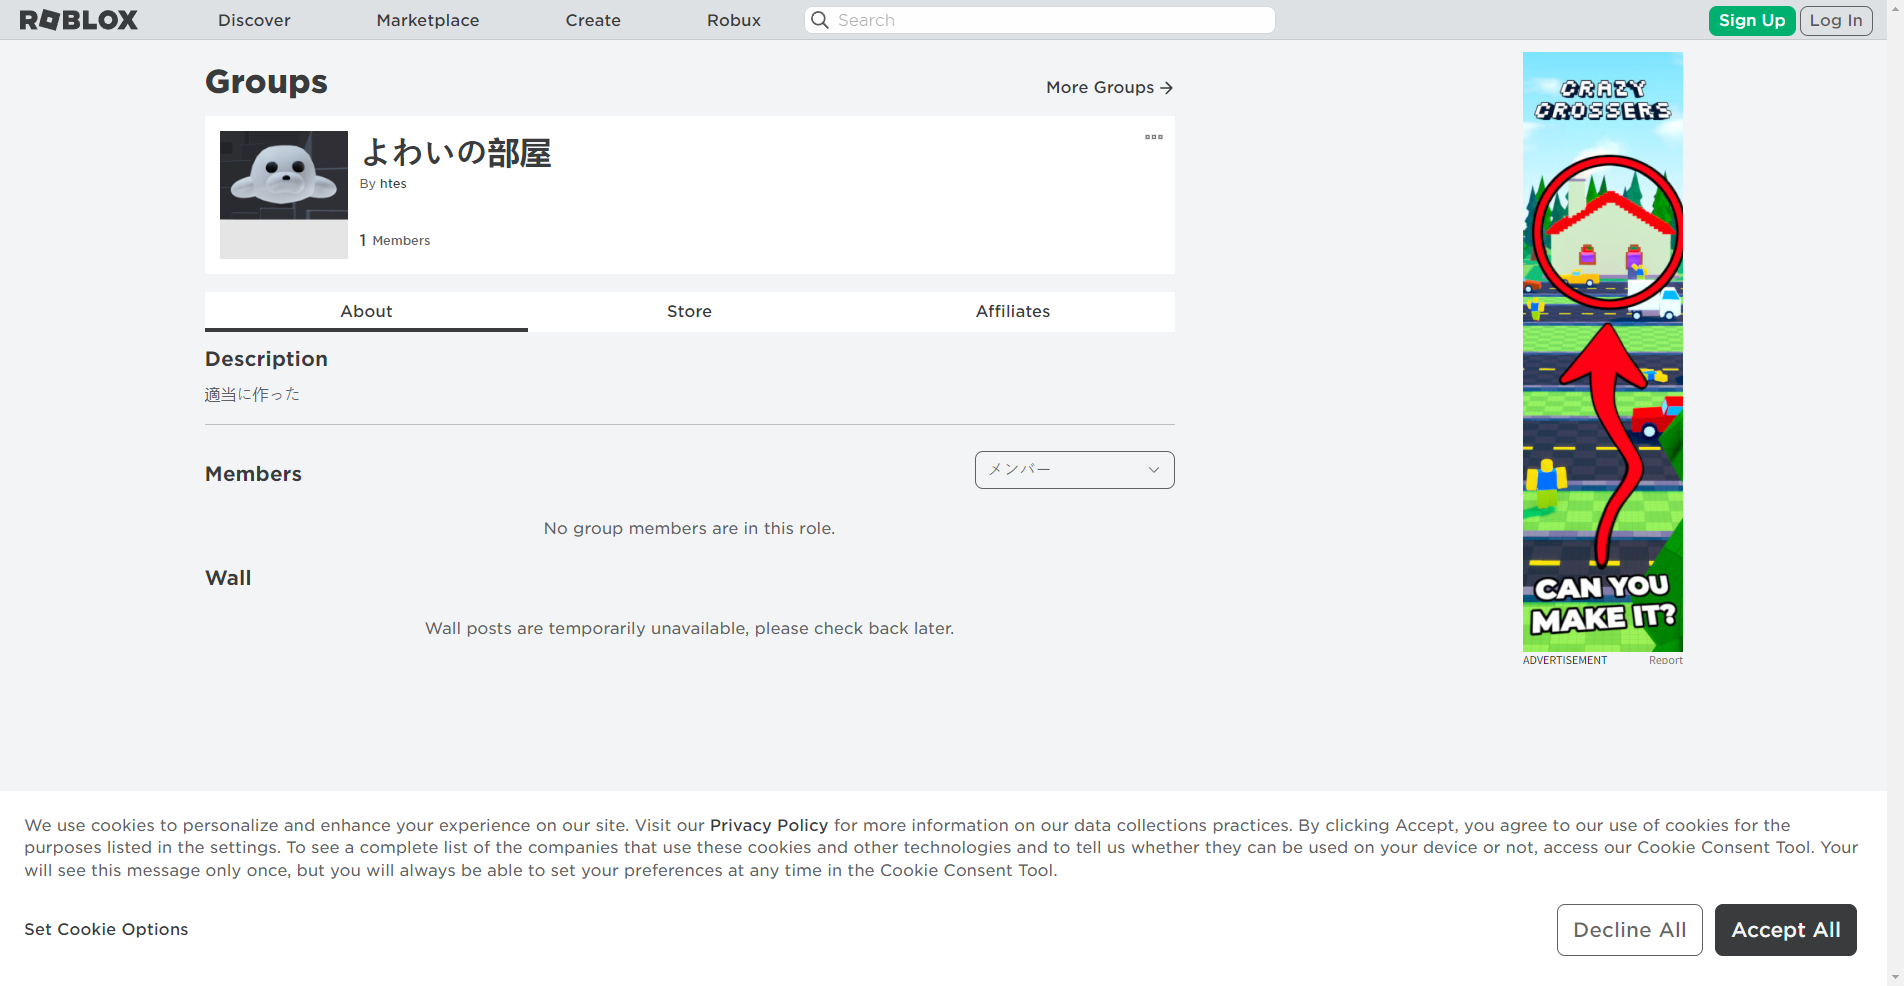 ROBLOX
Discover
Marketplace
Create
Robux
Search
Sign Up
Log In
Groups
More Groups
よわいの部屋
By htes
1 Members
About
Store
Affiliates
Description
適当に作った
Members
メンバー
No group members are in this role.
Wall
Wall posts are temporarily unavailable, please check back later.
CRAZY
CROSSERS
CAN YOU
MAKE IT?
ADVERTISEMENT
Report
We use cookies to personalize and enhance your experience on our site. Visit our Privacy Policy for more information on our data collections practices. By clicking Accept, you agree to our use of cookies for the
purposes listed in the settings. To see a complete list of the companies that use these cookies and other technologies and to tell us whether they can be used on your device or not, access our Cookie Consent Tool. Your
will see this message only once, but you will always be able to set your preferences at any time in the Cookie Consent Tool.
Set Cookie Options
Decline All
Accept All